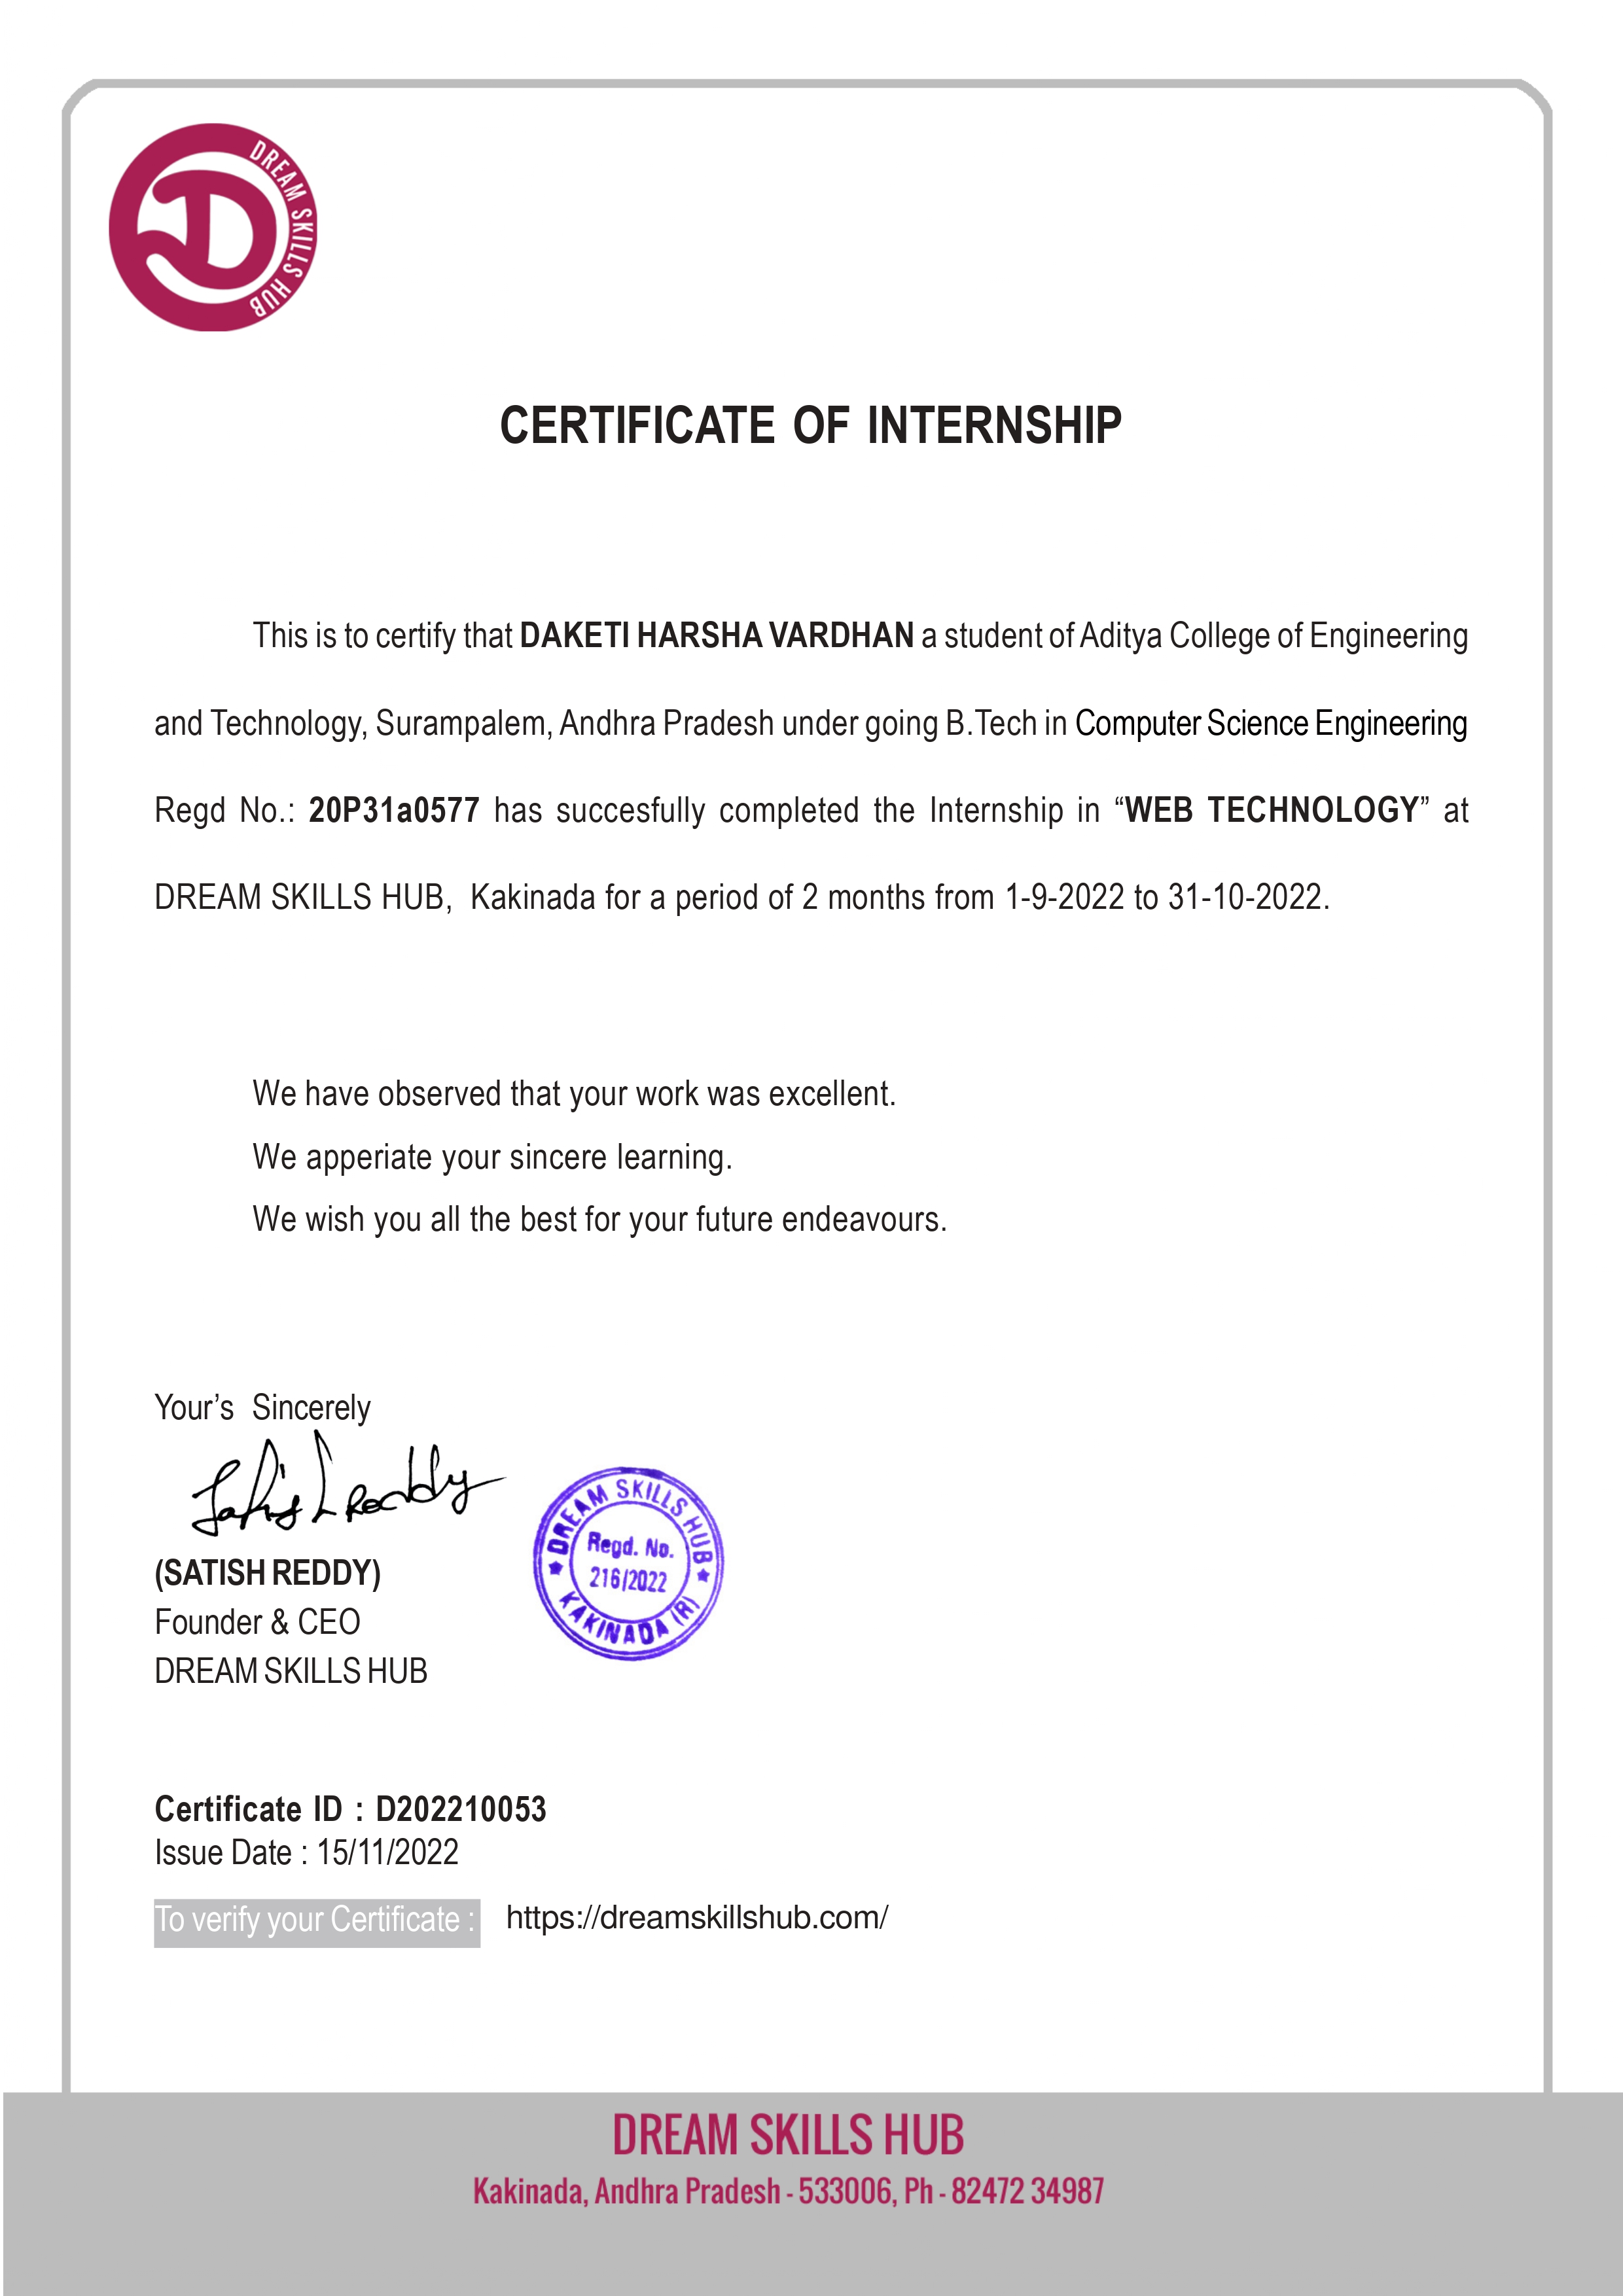 DREAM SKILLS HUB
CERTIFICATE OF INTERNSHIP
This is to certify that DAKETI HARSHA VARDHAN a student of Aditya College of Engineering
and Technology, Surampalem, Andhra Pradesh under going B.Tech in Computer Science Engineering
Regd No.: 20P31a0577 has succesfully completed the Internship in “WEB TECHNOLOGY” at
DREAM SKILLS HUB, Kakinada for a period of 2 months from 1-9-2022 to 31-10-2022.
We have observed that your work was excellent.
We apperiate your sincere learning.
We wish you all the best for your future endeavours.
Your’s Sincerely
Satish Reddy
(SATISH REDDY)
Founder & CEO
DREAM SKILLS HUB
DREAM SKILLS HUB
Regd. No.
216/2022
KAKINADA (R)
Certificate ID : D202210053
Issue Date : 15/11/2022
To verify your Certificate : https://dreamskillshub.com/
DREAM SKILLS HUB
Kakinada, Andhra Pradesh - 533006, Ph - 82472 34987